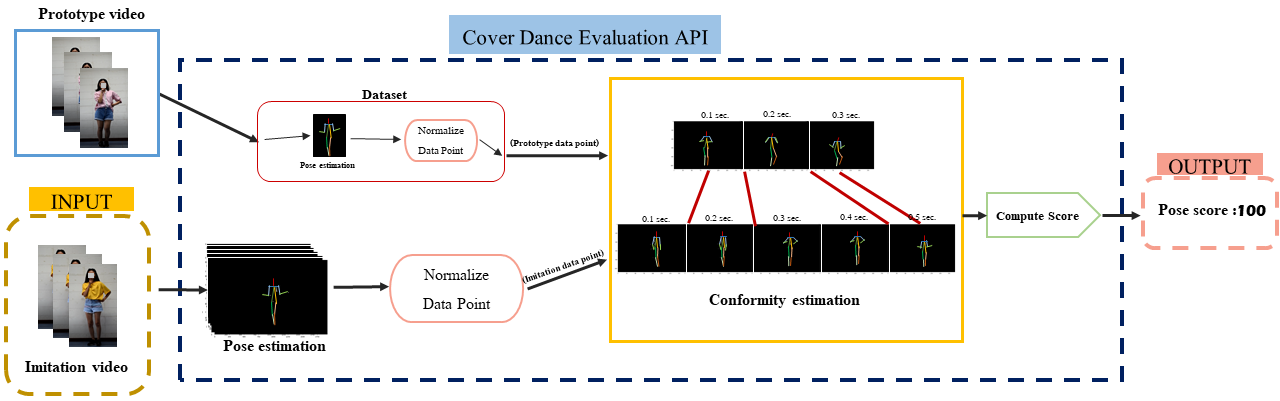 Prototype video
Cover Dance Evaluation API
Dataset
Normalize
Data Point
Pose estimation
(Prototype data point)
0.1 sec.
0.2 sec.
0.3 sec.
0.1 sec.
0.2 sec.
0.3 sec.
0.4 sec.
0.5 sec.
Conformity estimation
Compute Score
OUTPUT
Pose score :100
INPUT
Imitation video
Pose estimation
Normalize
Data Point
(Imitation data point)